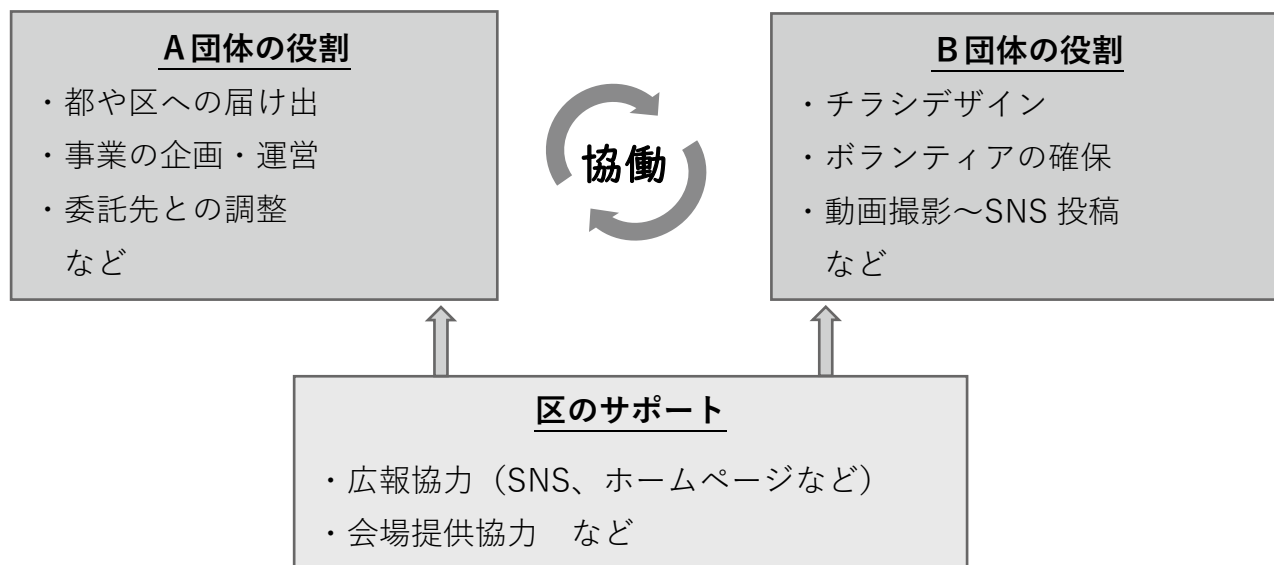 A団体の役割
・都や区への届け出
・事業の企画・運営
・委託先との調整
など
協働
B団体の役割
・チラシデザイン
・ボランティアの確保
・動画撮影～SNS 投稿
など
区のサポート
・広報協力（SNS、ホームページなど）
・会場提供協力　など